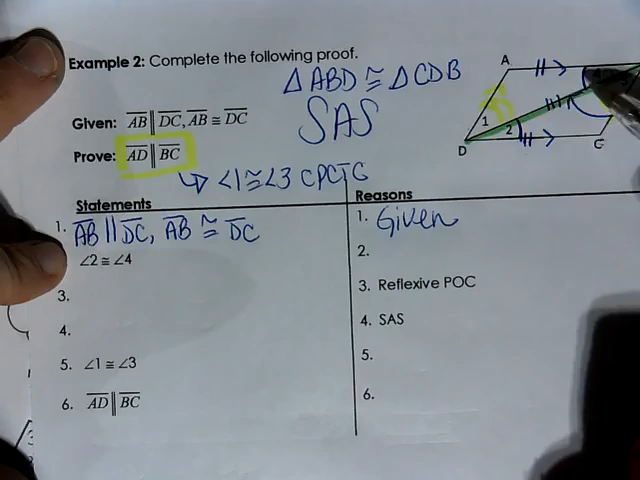 Example 2: Complete the following proof.
△ABD ≅ △CDB
Given: AB ∥ DC, AB ≅ DC
SAS
Prove: AD ∥ BC
↳ ∠1≅∠3 CPCTC
A
1
2
D
C
Statements
Reasons
1. AB ∥ DC, AB ≅ DC
1. Given
∠2 ≅ ∠4
2.
3.
3. Reflexive POC
4.
4. SAS
5. ∠1 ≅ ∠3
5.
6. AD ∥ BC
6.